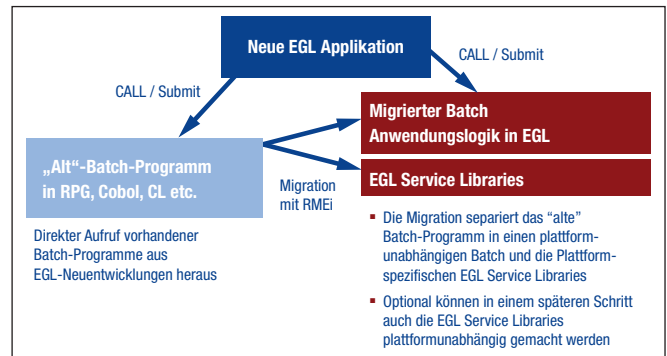 Neue EGL Applikation
CALL / Submit
CALL / Submit
„Alt“-Batch-Programm
in RPG, Cobol, CL etc.
Direkter Aufruf vorhandener
Batch-Programme aus
EGL-Neuentwicklungen heraus
Migration
mit RMEi
Migrierter Batch
Anwendungslogik in EGL
EGL Service Libraries
▪ Die Migration separiert das “alte”
Batch-Programm in einen plattform-
unabhängigen Batch und die Plattform-
spezifischen EGL Service Libraries
▪ Optional können in einem späteren Schritt
auch die EGL Service Libraries
plattformunabhängig gemacht werden